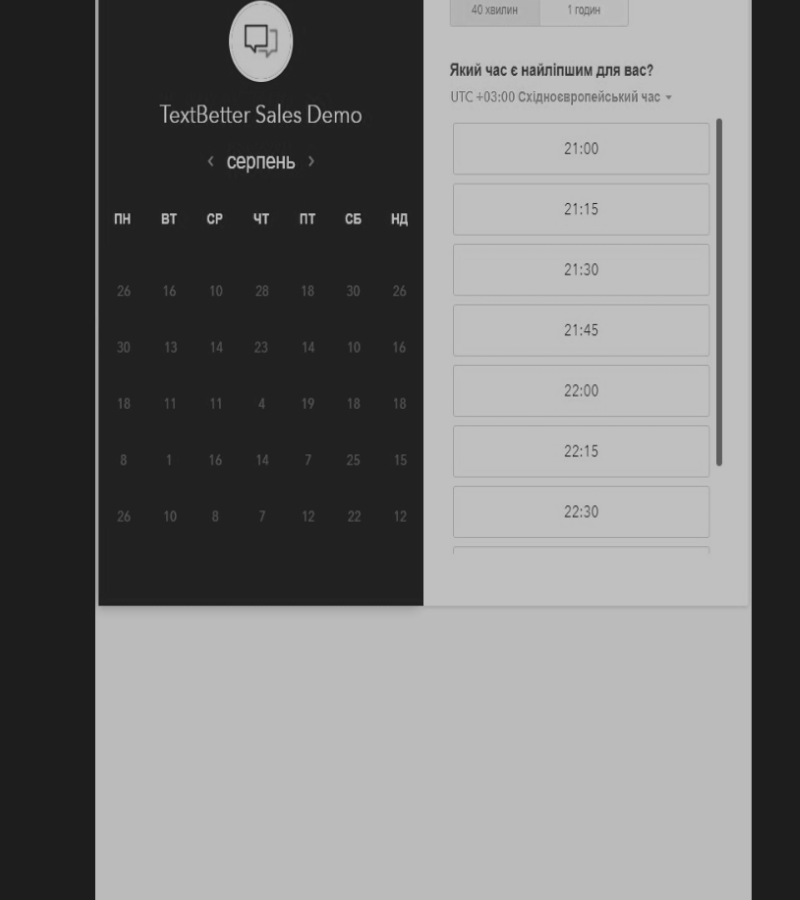 40 хвилин 1 годин
TextBetter Sales Demo
‹ серпень ›
ПН ВТ СР ЧТ ПТ СБ НД
26 16 10 28 18 30 26
30 13 14 23 14 10 16
18 11 11 4 19 18 18
8 1 16 14 7 25 15
26 10 8 7 12 22 12
Який час є найліпшим для вас?
UTC +03:00 Східноєвропейський час
21:00
21:15
21:30
21:45
22:00
22:15
22:30